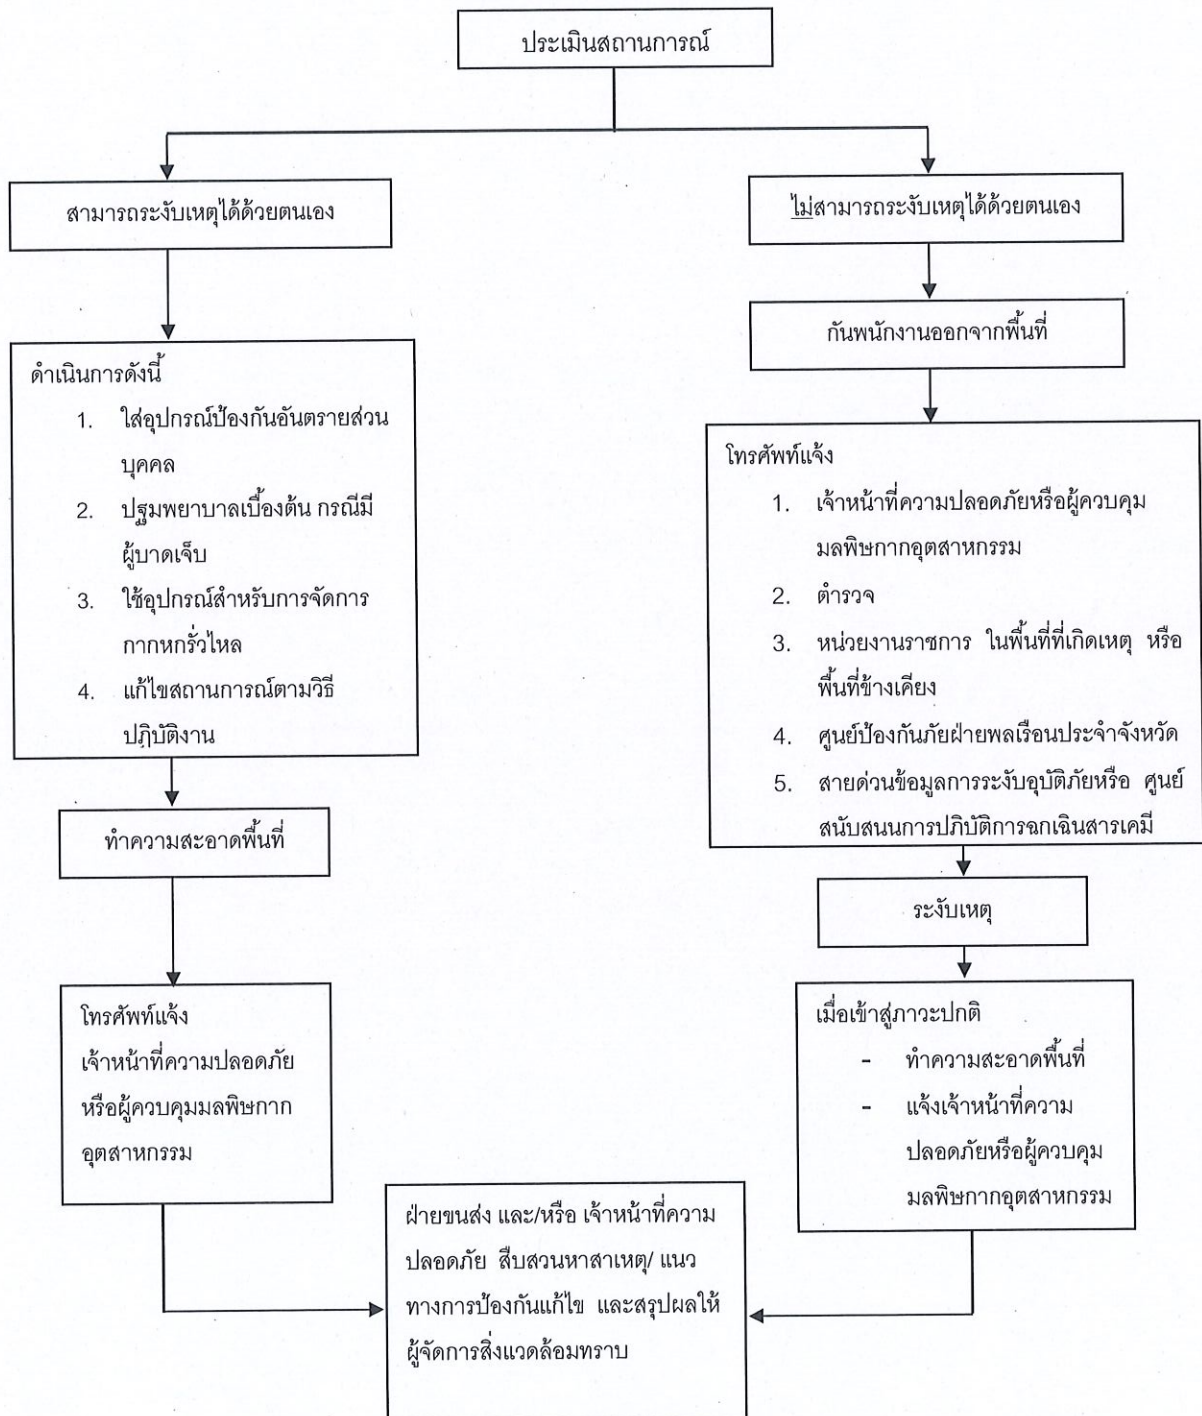 ประเมินสถานการณ์
สามารถระงับเหตุได้ด้วยตนเอง
ไม่สามารถระงับเหตุได้ด้วยตนเอง
กันพนักงานออกจากพื้นที่
ดำเนินการดังนี้
1. ใส่อุปกรณ์ป้องกันอันตรายส่วน
บุคคล
2. ปฐมพยาบาลเบื้องต้น กรณีมี
ผู้บาดเจ็บ
3. ใช้อุปกรณ์สำหรับการจัดการ
กากหกรั่วไหล
4. แก้ไขสถานการณ์ตามวิธี
ปฏิบัติงาน
โทรศัพท์แจ้ง
1. เจ้าหน้าที่ความปลอดภัยหรือผู้ควบคุม
มลพิษกากอุตสาหกรรม
2. ตำรวจ
3. หน่วยงานราชการ ในพื้นที่ที่เกิดเหตุ หรือ
พื้นที่ข้างเคียง
4. ศูนย์ป้องกันภัยฝ่ายพลเรือนประจำจังหวัด
5. สายด่วนข้อมูลการระงับอุบัติภัยหรือ ศูนย์
สนับสนุนการปฏิบัติการฉุกเฉินสารเคมี
ทำความสะอาดพื้นที่
ระงับเหตุ
โทรศัพท์แจ้ง
เจ้าหน้าที่ความปลอดภัย
หรือผู้ควบคุมมลพิษกาก
อุตสาหกรรม
เมื่อเข้าสู่ภาวะปกติ
- ทำความสะอาดพื้นที่
- แจ้งเจ้าหน้าที่ความ
ปลอดภัยหรือผู้ควบคุม
มลพิษกากอุตสาหกรรม
ฝ่ายขนส่ง และ/หรือ เจ้าหน้าที่ความ
ปลอดภัย สืบสวนหาสาเหตุ/ แนว
ทางการป้องกันแก้ไข และสรุปผลให้
ผู้จัดการสิ่งแวดล้อมทราบ